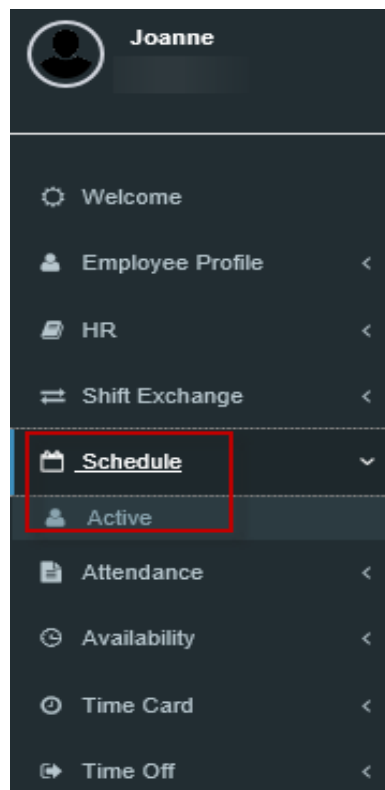 Joanne
Welcome
Employee Profile
HR
Shift Exchange
Schedule
Active
Attendance
Availability
Time Card
Time Off